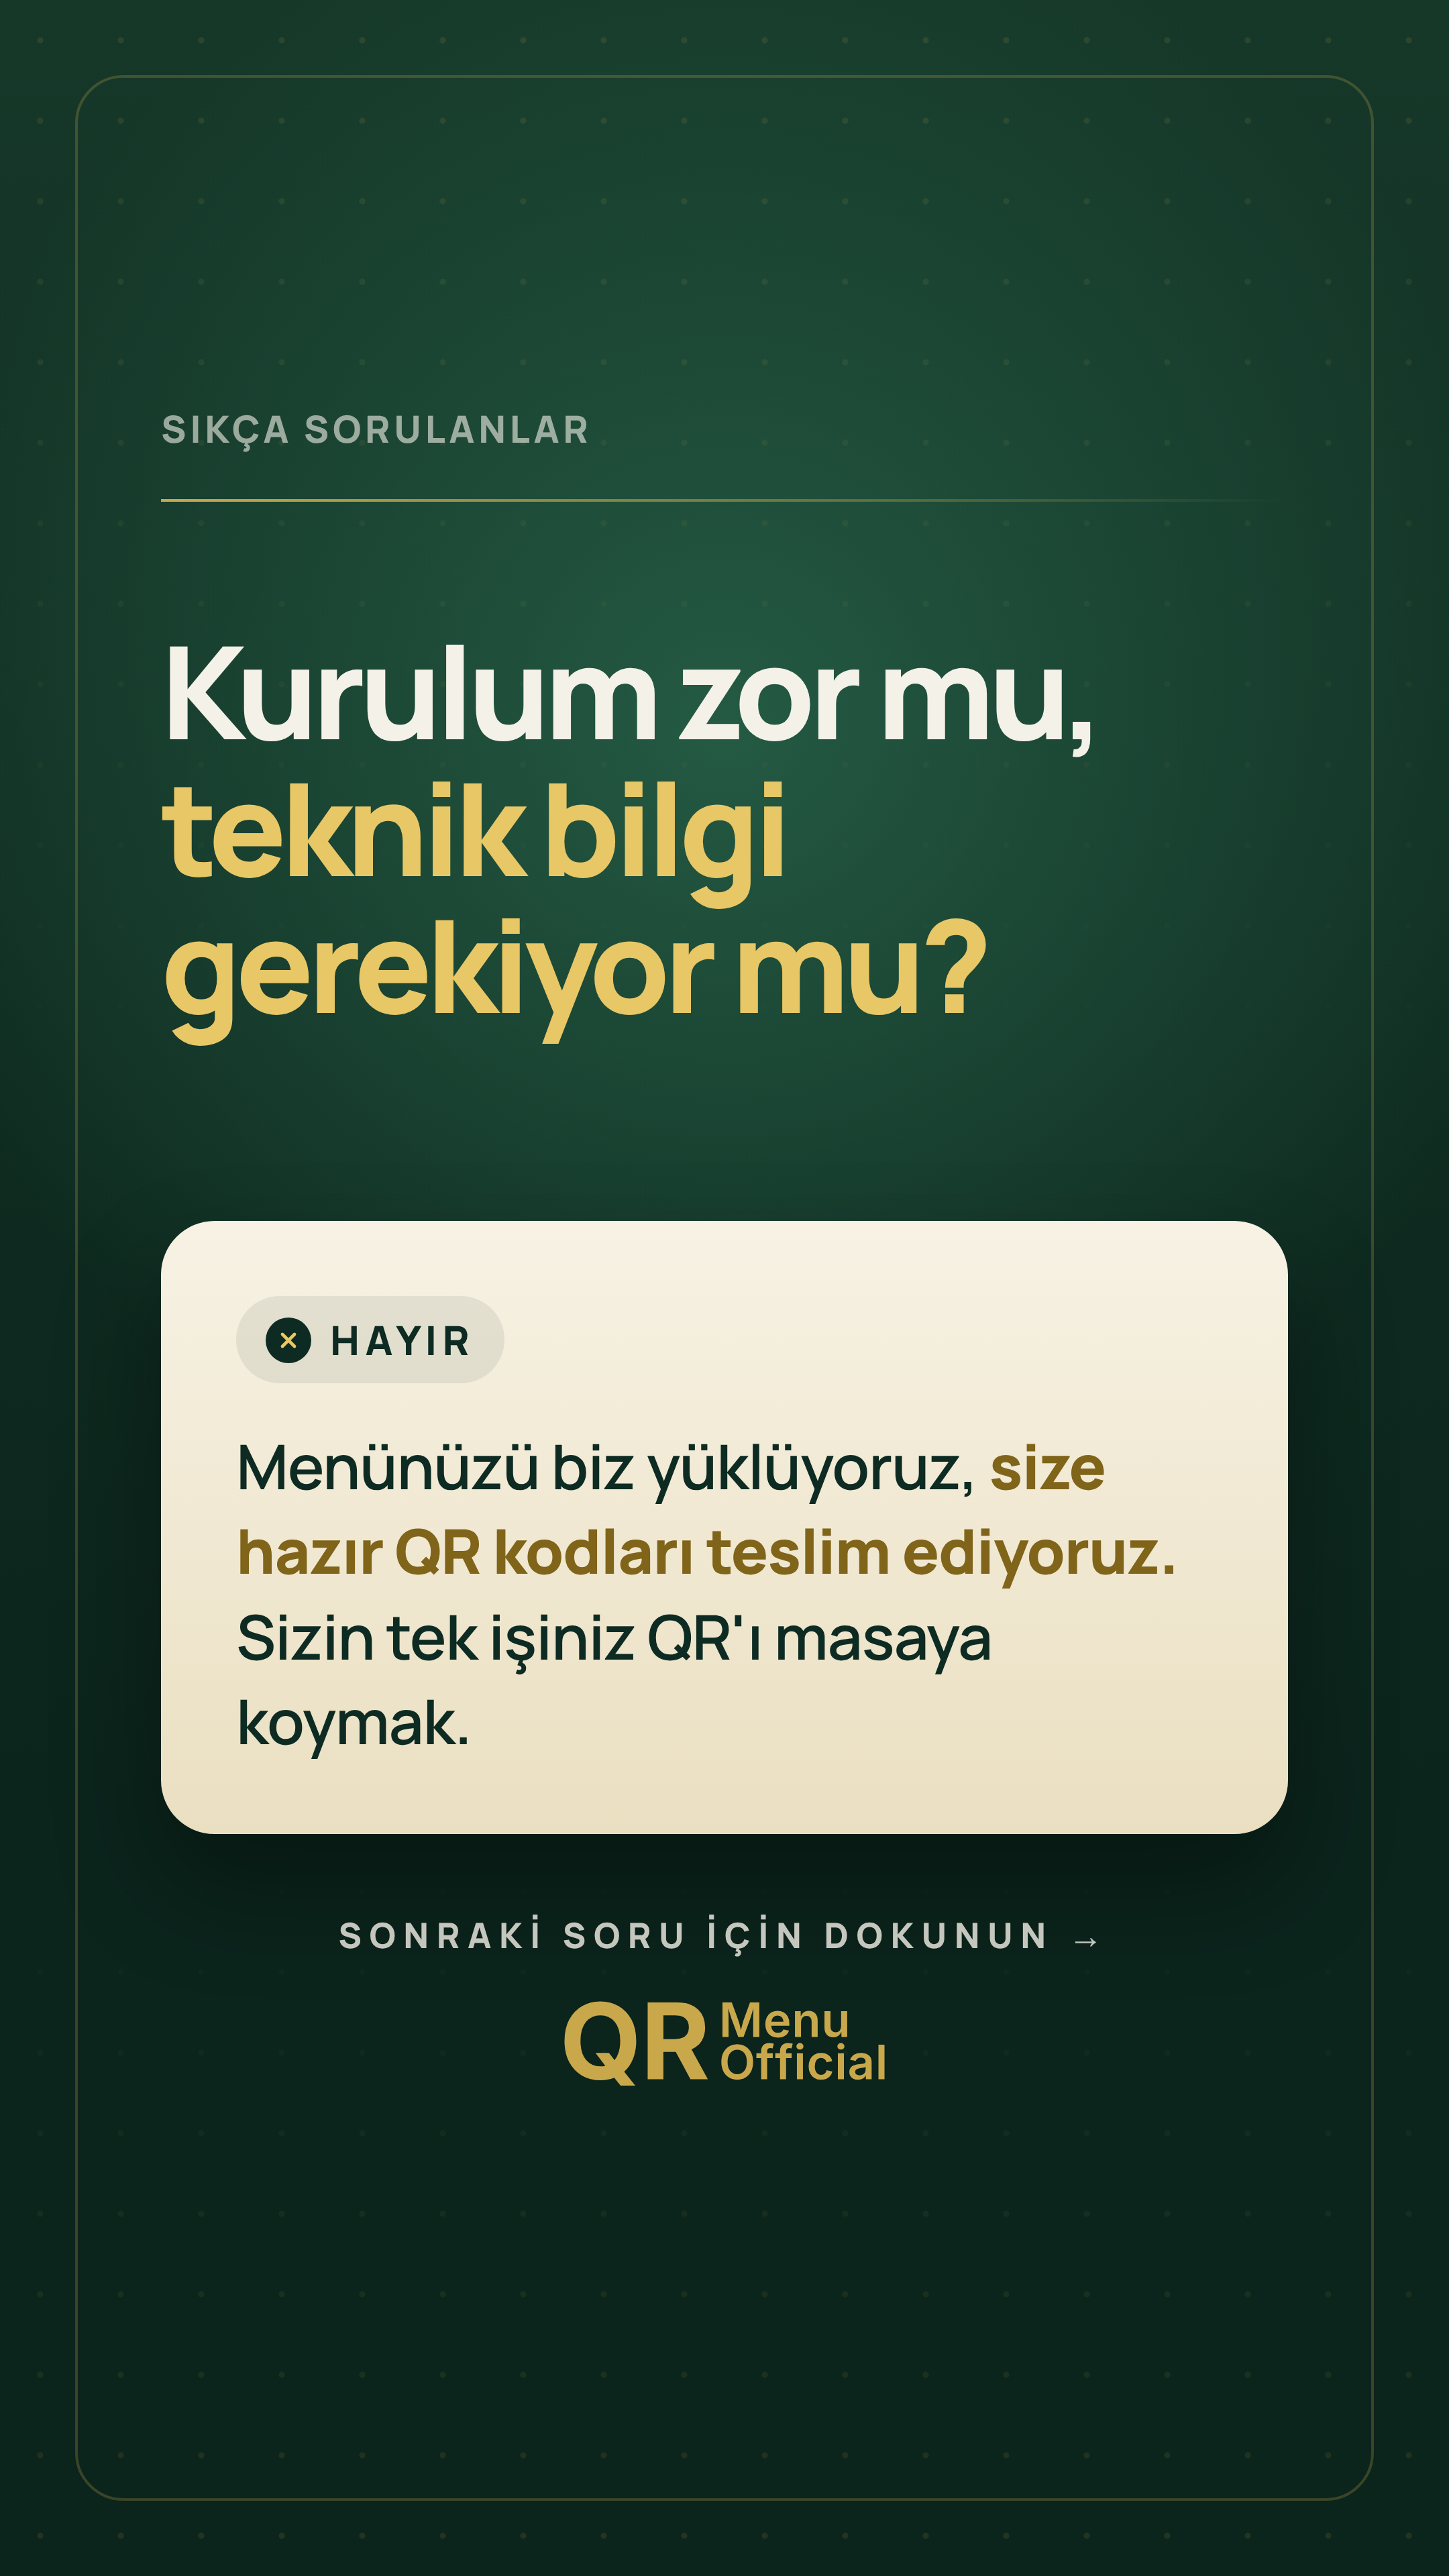 SIKÇA SORULANLAR
Kurulum zor mu,
teknik bilgi
gerekiyor mu?
HAYIR
Menünüzü biz yüklüyoruz, size
hazır QR kodları teslim ediyoruz.
Sizin tek işiniz QR'ı masaya
koymak.
SONRAKİ SORU İÇİN DOKUNUN →
QR Menu
Official